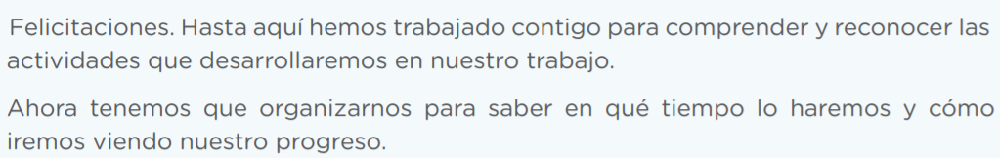 Felicitaciones. Hasta aquí hemos trabajado contigo para comprender y reconocer las
actividades que desarrollaremos en nuestro trabajo.
Ahora tenemos que organizarnos para saber en qué tiempo lo haremos y cómo
iremos viendo nuestro progreso.